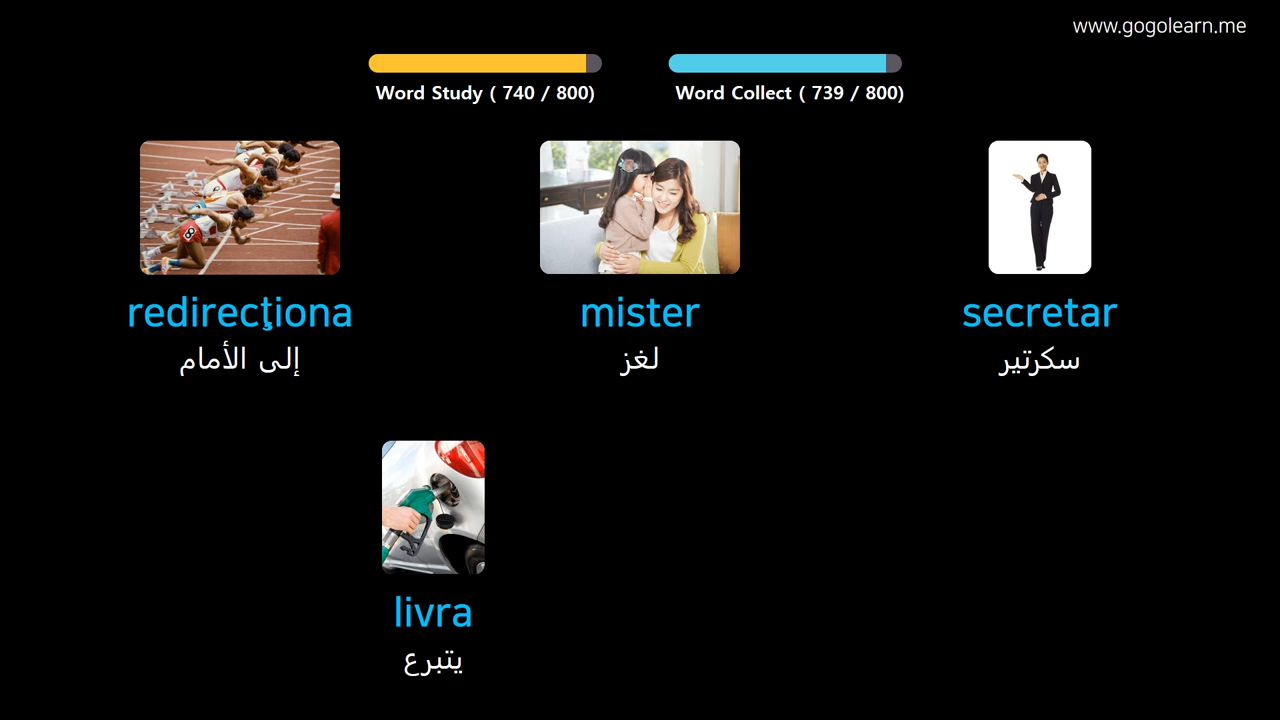 www.gogolearn.me
Word Study ( 740 / 800)
Word Collect ( 739 / 800)
redirecţiona
إلى الأمام
mister
لغز
secretar
سكرتير
livra
يتبرع